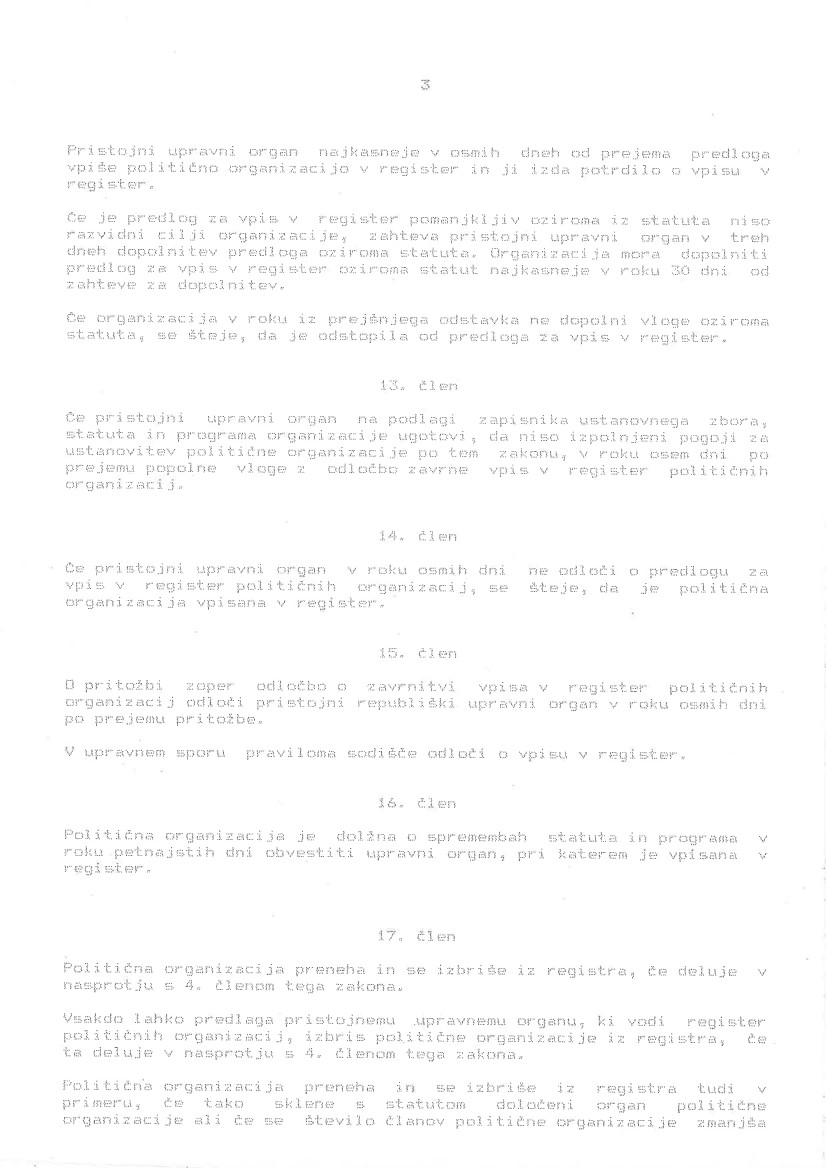 3
Pristojni upravni organ najkasneje v osmih dneh od prejema predloga
vpiše politično organizacijo v register in ji izda potrdilo o vpisu v
register.
Če je predlog za vpis v register pomanjkljiv oziroma iz statuta niso
razvidni cilji organizacije, zahteva pristojni upravni organ v treh
dneh dopolnitev predloga oziroma statuta. Organizacija mora dopolniti
predlog za vpis v register oziroma statut najkasneje v roku 30 dni od
zahteve za dopolnitev.
Če organizacija v roku iz prejšnjega odstavka ne dopolni vloge oziroma
statuta, se šteje, da je odstopila od predloga za vpis v register.
13. člen
Če pristojni upravni organ na podlagi zapisnika ustanovnega zbora,
statuta in programa organizacije ugotovi, da niso izpolnjeni pogoji za
ustanovitev politične organizacije po tem zakonu, v roku osem dni po
prejemu popolne vloge z odločbo zavrne vpis v register političnih
organizacij.
14. člen
Če pristojni upravni organ v roku osmih dni ne odloči o predlogu za
vpis v register političnih organizacij, se šteje, da je politična
organizacija vpisana v register.
15. člen
O pritožbi zoper odločbo o zavrnitvi vpisa v register političnih
organizacij odloči pristojni republiški upravni organ v roku osmih dni
po prejemu pritožbe.
V upravnem sporu praviloma sodišče odloči o vpisu v register.
16. člen
Politična organizacija je dolžna o spremembah statuta in programa v
roku petnajstih dni obvestiti upravni organ, pri katerem je vpisana v
register.
17. člen
Politična organizacija preneha in se izbriše iz registra, če deluje v
nasprotju s 4. členom tega zakona.
Vsakdo lahko predlaga pristojnemu upravnemu organu, ki vodi register
političnih organizacij, izbris politične organizacije iz registra, če
ta deluje v nasprotju s 4. členom tega zakona.
Politična organizacija preneha in se izbriše iz registra tudi v
primeru, če tako sklene s statutom določeni organ politične
organizacije ali če se število članov politične organizacije zmanjša